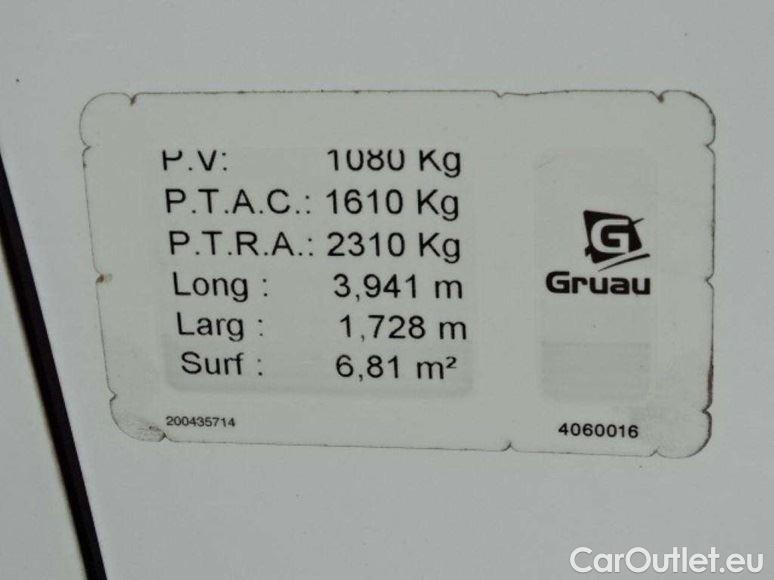 P.V: 1080 Kg
P.T.A.C.: 1610 Kg
P.T.R.A.: 2310 Kg
Long : 3,941 m
Larg : 1,728 m
Surf : 6,81 m²
G
Gruau
200435714
4060016
CarOutlet.eu